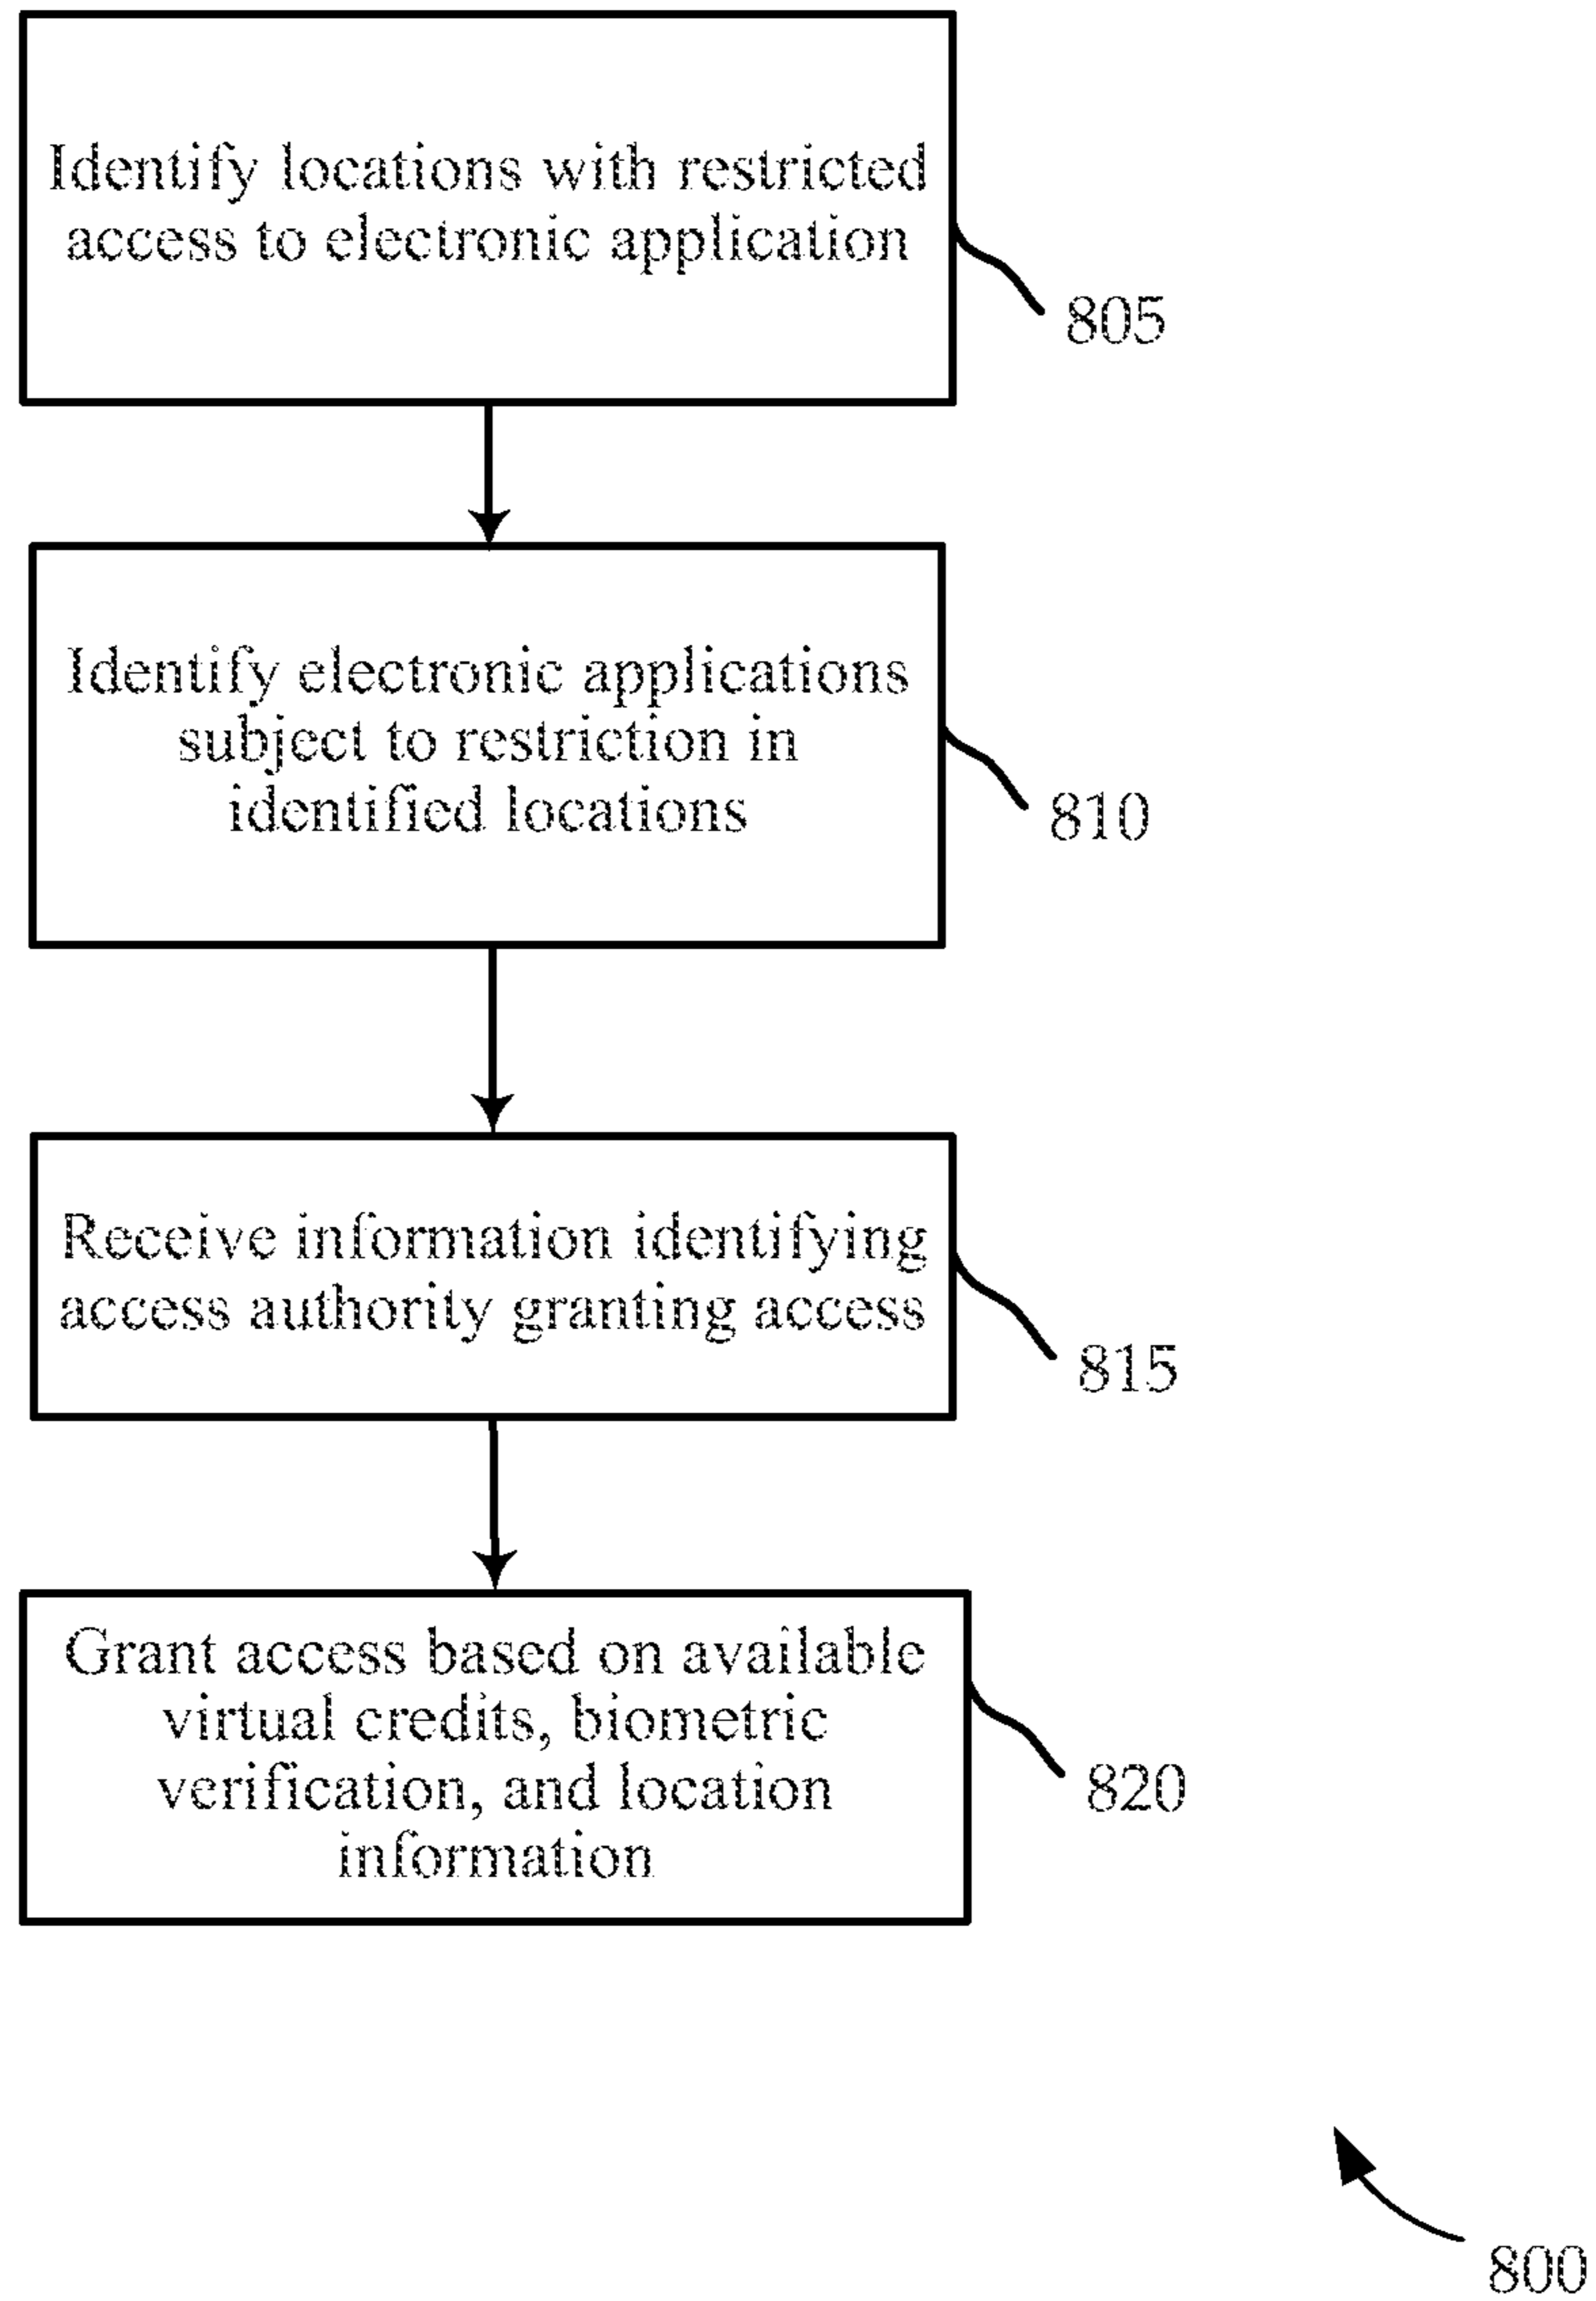 Identify locations with restricted
access to electronic application
805
Identify electronic applications
subject to restriction in
identified locations
810
Receive information identifying
access authority granting access
815
Grant access based on available
virtual credits, biometric
verification, and location
information
820
800